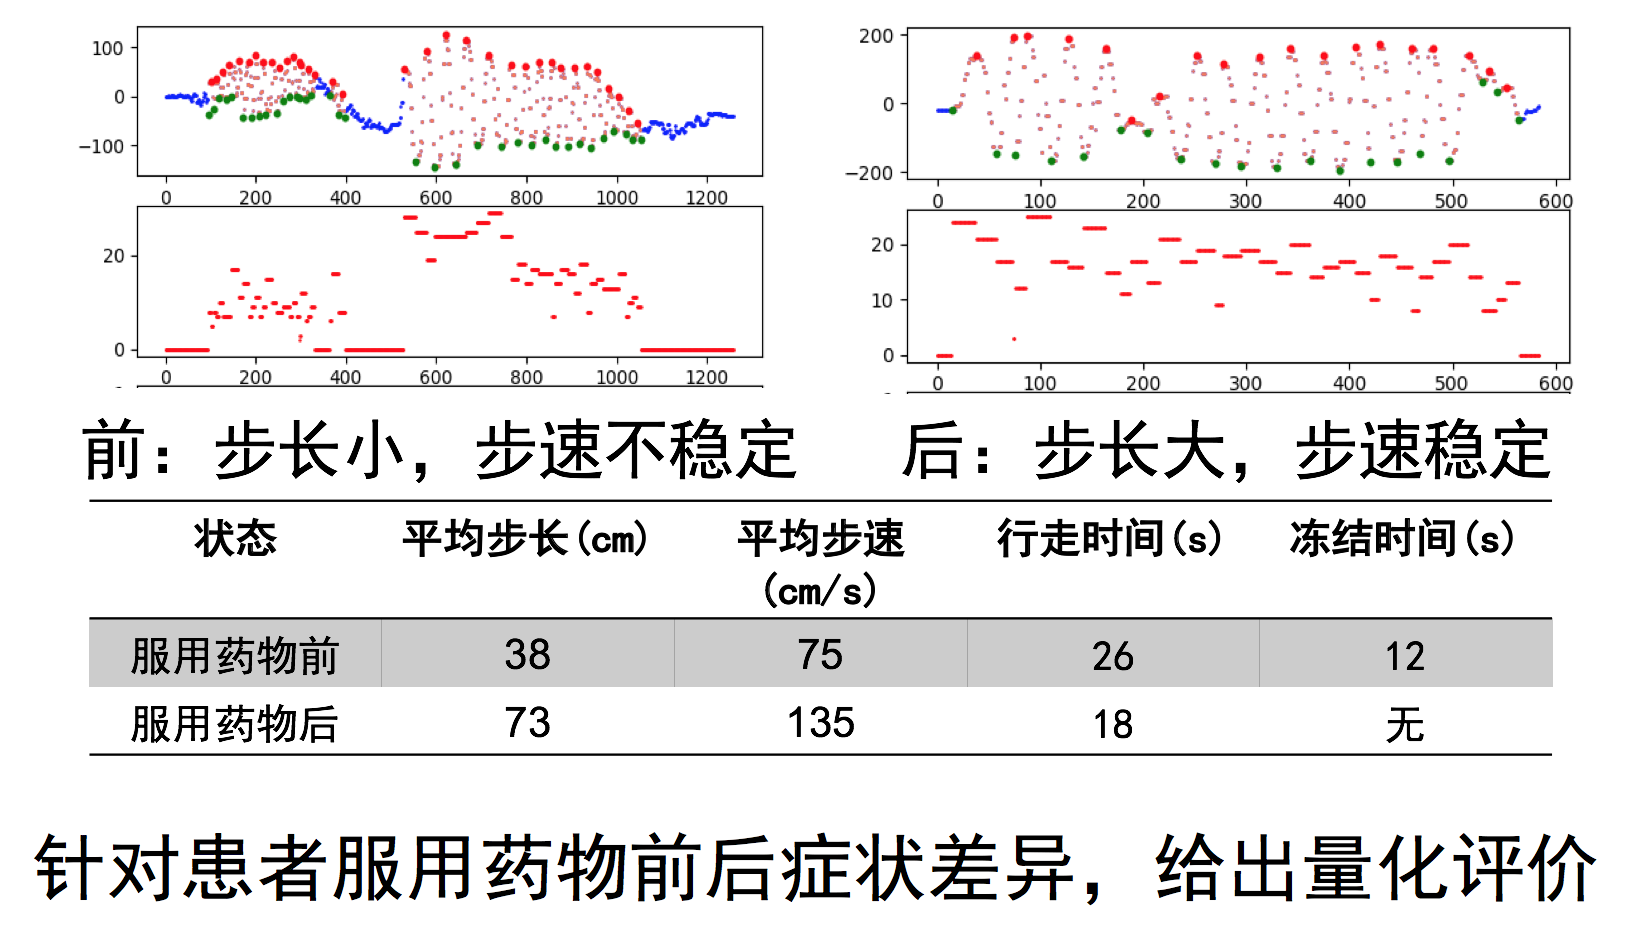 100
0
−100
0 200 400 600 800 1000 1200
20
0
0 200 400 600 800 1000 1200
200
0
−200
0 100 200 300 400 500 600
20
10
0
0 100 200 300 400 500 600
前：步长小，步速不稳定
后：步长大，步速稳定
状态 平均步长(cm) 平均步速 行走时间(s) 冻结时间(s)
(cm/s)
服用药物前 38 75 26 12
服用药物后 73 135 18 无
针对患者服用药物前后症状差异，给出量化评价